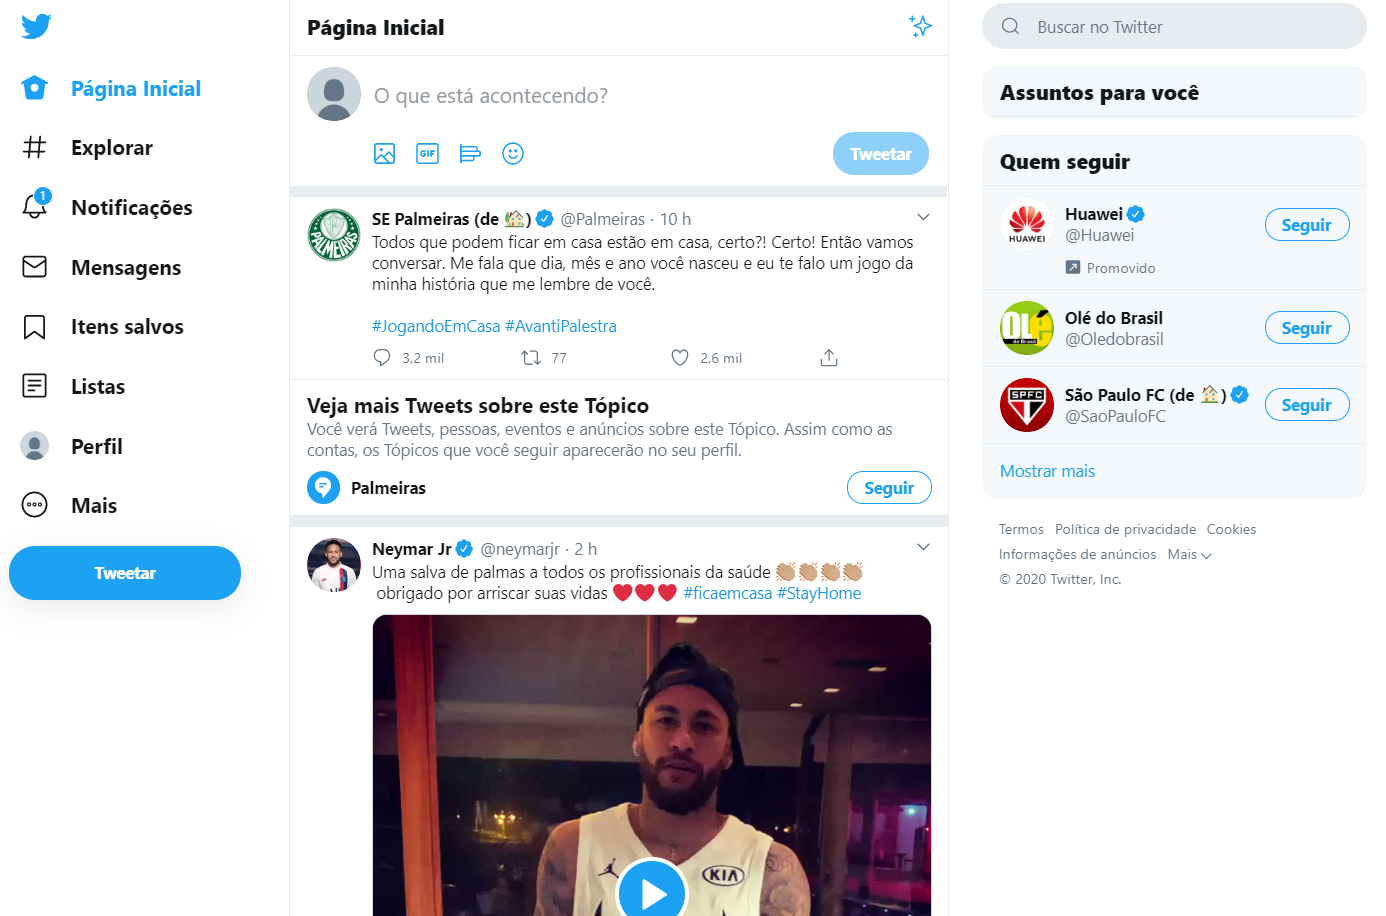 Página Inicial
Explorar
1
Notificações
Mensagens
Itens salvos
Listas
Perfil
Mais
Tweetar
Página Inicial
O que está acontecendo?
GIF
Tweetar
PALMEIRAS
SE Palmeiras (de 🏡) @Palmeiras · 10 h
Todos que podem ficar em casa estão em casa, certo?! Certo! Então vamos
conversar. Me fala que dia, mês e ano você nasceu e eu te falo um jogo da
minha história que me lembre de você.
#JogandoEmCasa #AvantiPalestra
3,2 mil 77 2,6 mil
Veja mais Tweets sobre este Tópico
Você verá Tweets, pessoas, eventos e anúncios sobre este Tópico. Assim como as
contas, os Tópicos que você seguir aparecerão no seu perfil.
Palmeiras Seguir
Neymar Jr @neymarjr · 2 h
Uma salva de palmas a todos os profissionais da saúde 👏🏼👏🏼👏🏼👏🏼
obrigado por arriscar suas vidas ❤️❤️❤️ #ficaemcasa #StayHome
KIA
Buscar no Twitter
Assuntos para você
Quem seguir
HUAWEI
Huawei
@Huawei
Seguir
Promovido
Olé
do Brasil
Olé do Brasil
@Oledobrasil
Seguir
SPFC
São Paulo FC (de 🏠)
@SaoPauloFC
Seguir
Mostrar mais
Termos Política de privacidade Cookies
Informações de anúncios Mais
© 2020 Twitter, Inc.